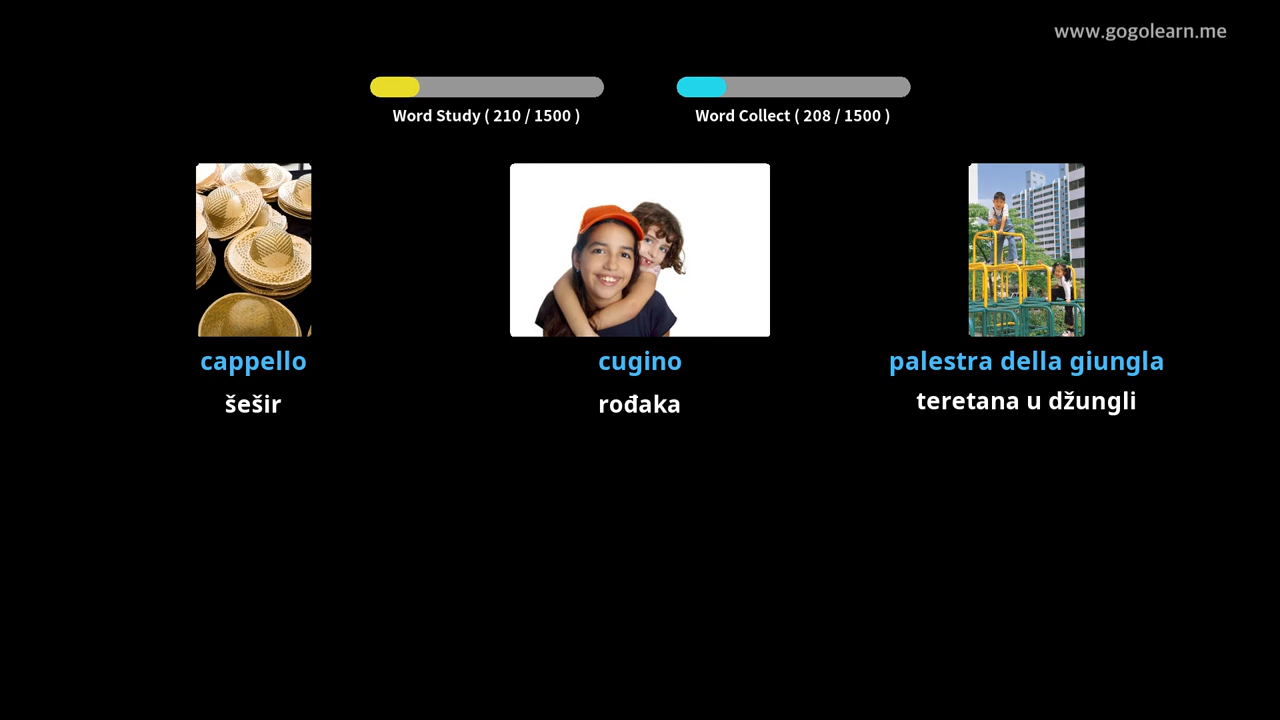 www.gogolearn.me
Word Study ( 210 / 1500 )
Word Collect ( 208 / 1500 )
cappello
cugino
palestra della giungla
šešir
rođaka
teretana u džungli